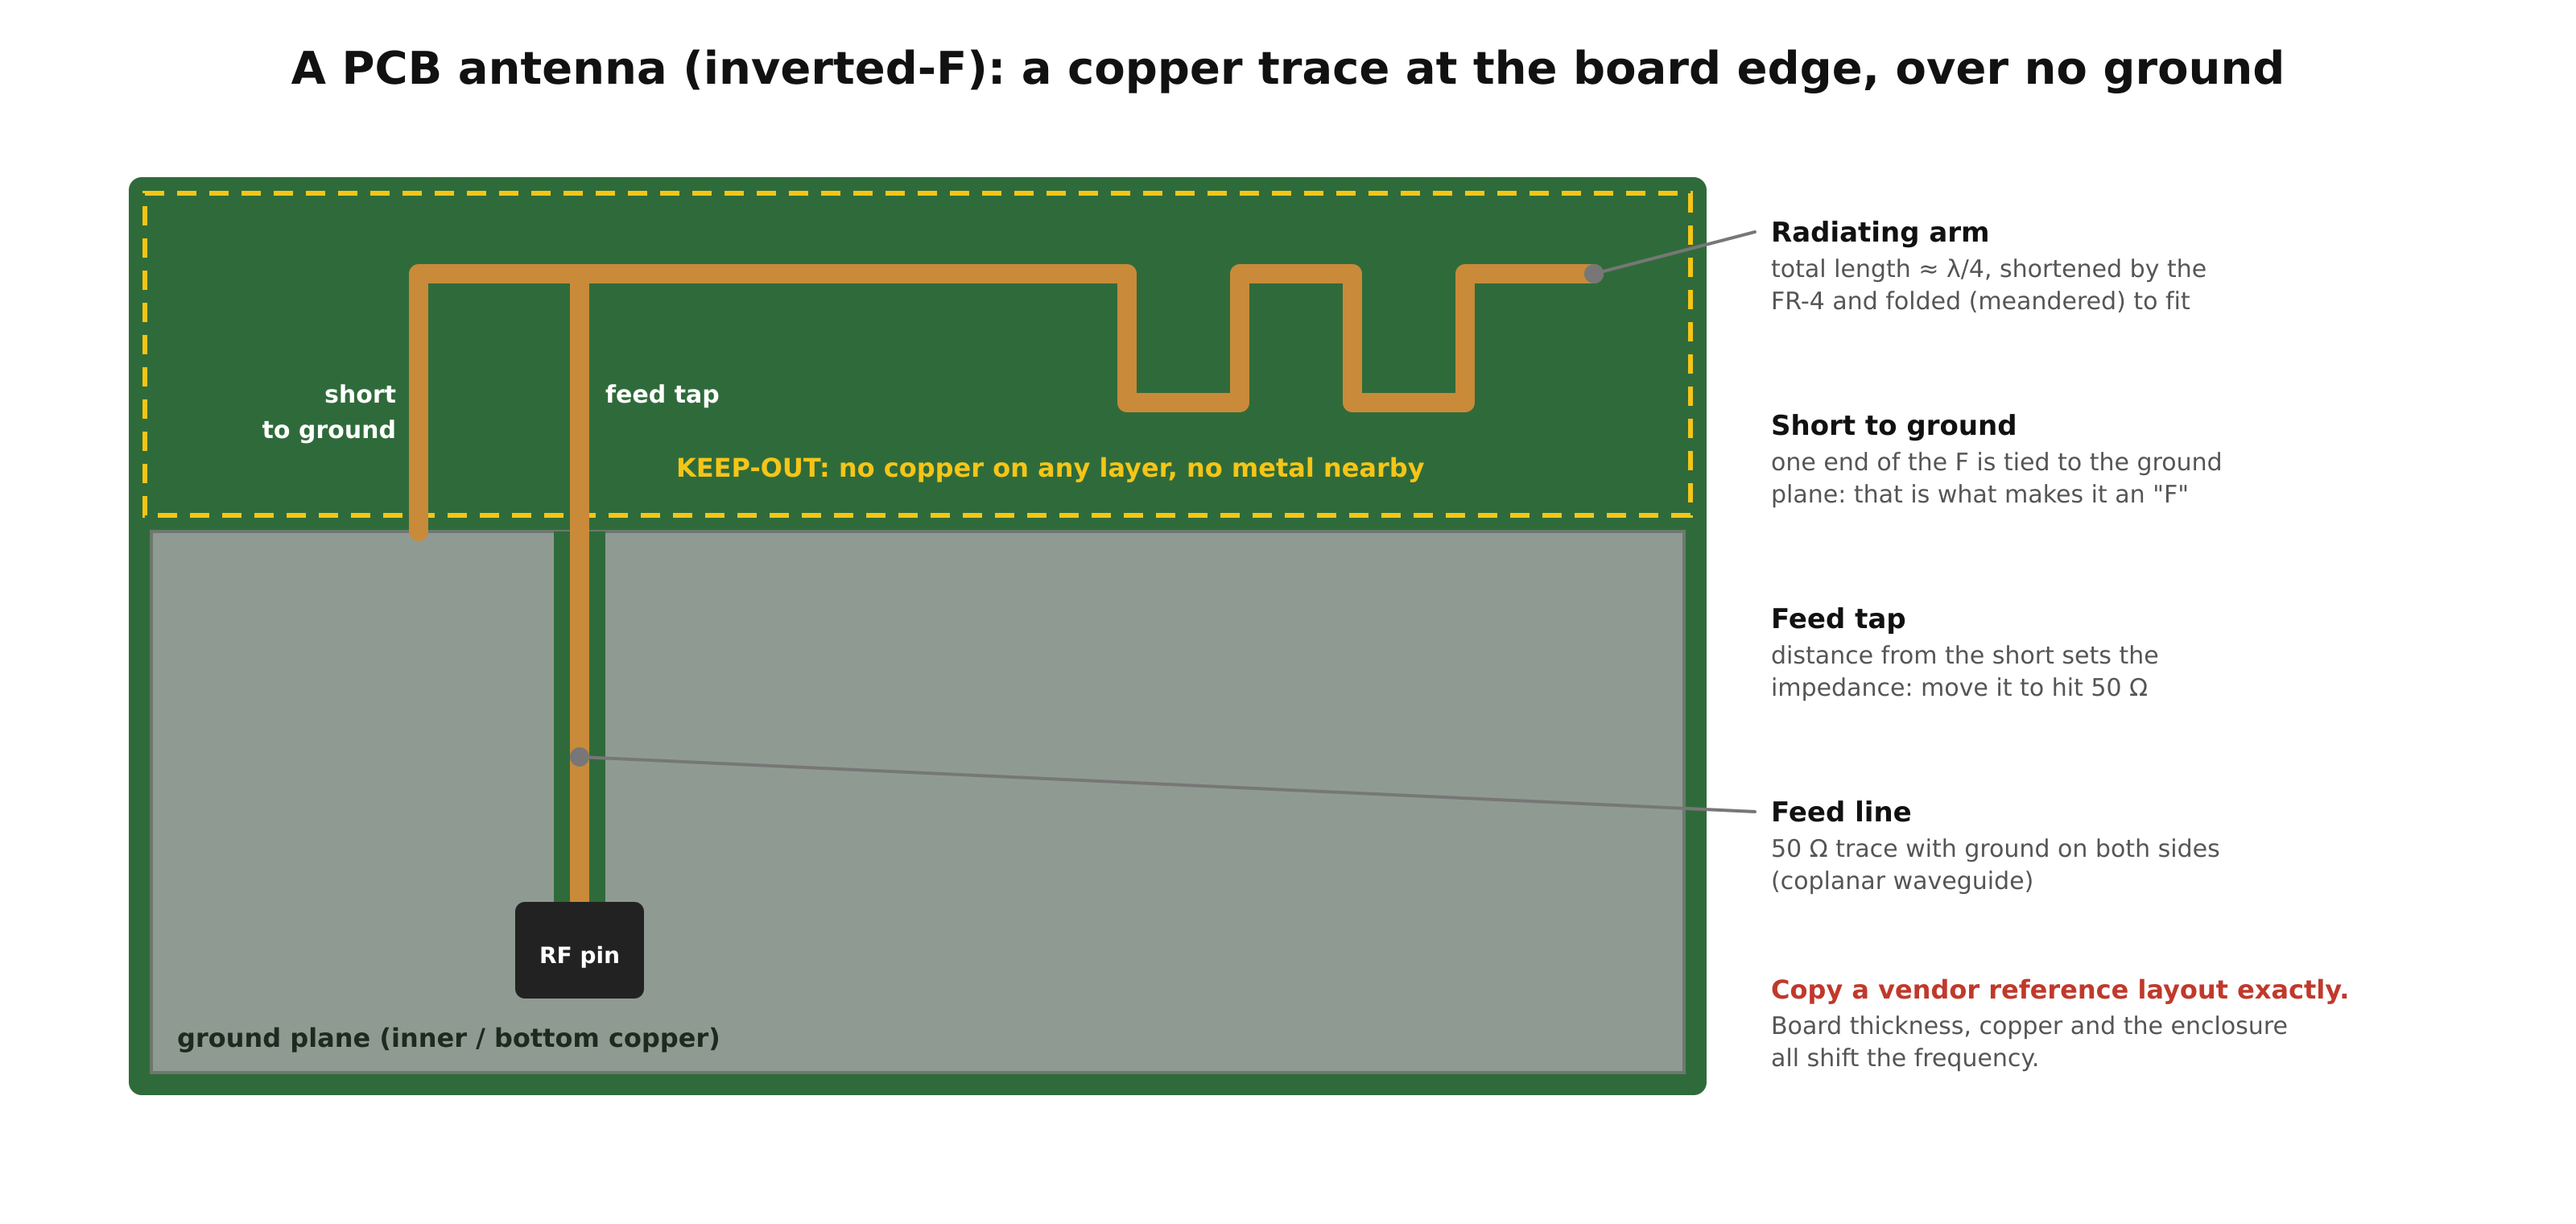 A PCB antenna (inverted-F): a copper trace at the board edge, over no ground
short
to ground
feed tap
KEEP-OUT: no copper on any layer, no metal nearby
RF pin
ground plane (inner / bottom copper)
Radiating arm
total length ≈ λ/4, shortened by the
FR-4 and folded (meandered) to fit
Short to ground
one end of the F is tied to the ground
plane: that is what makes it an "F"
Feed tap
distance from the short sets the
impedance: move it to hit 50 Ω
Feed line
50 Ω trace with ground on both sides
(coplanar waveguide)
Copy a vendor reference layout exactly.
Board thickness, copper and the enclosure
all shift the frequency.